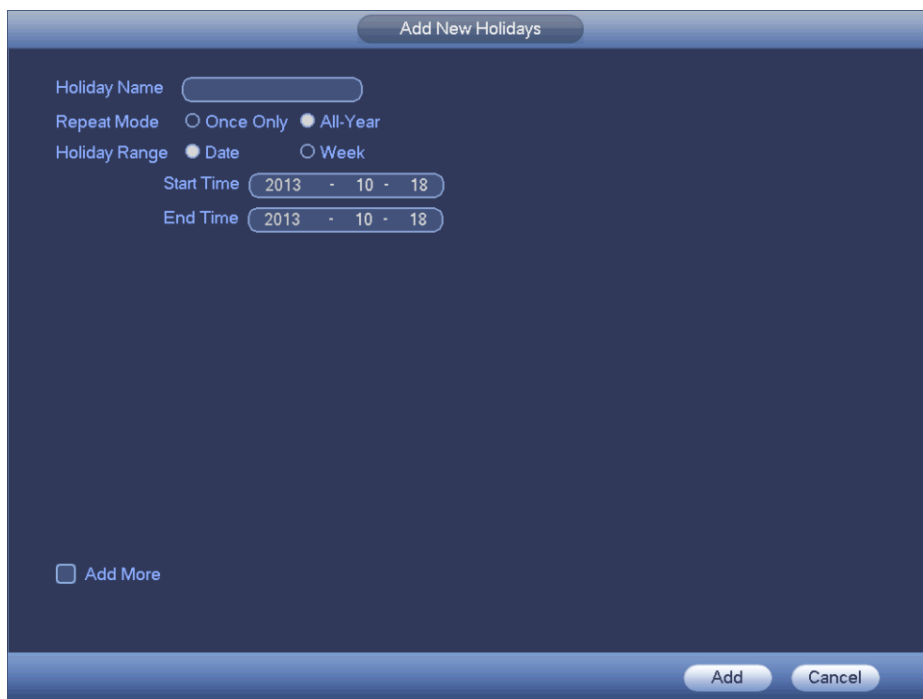 Add New Holidays
Holiday Name
Repeat Mode Once Only All-Year
Holiday Range Date Week
Start Time 2013 - 10 - 18
End Time 2013 - 10 - 18
Add More
Add Cancel